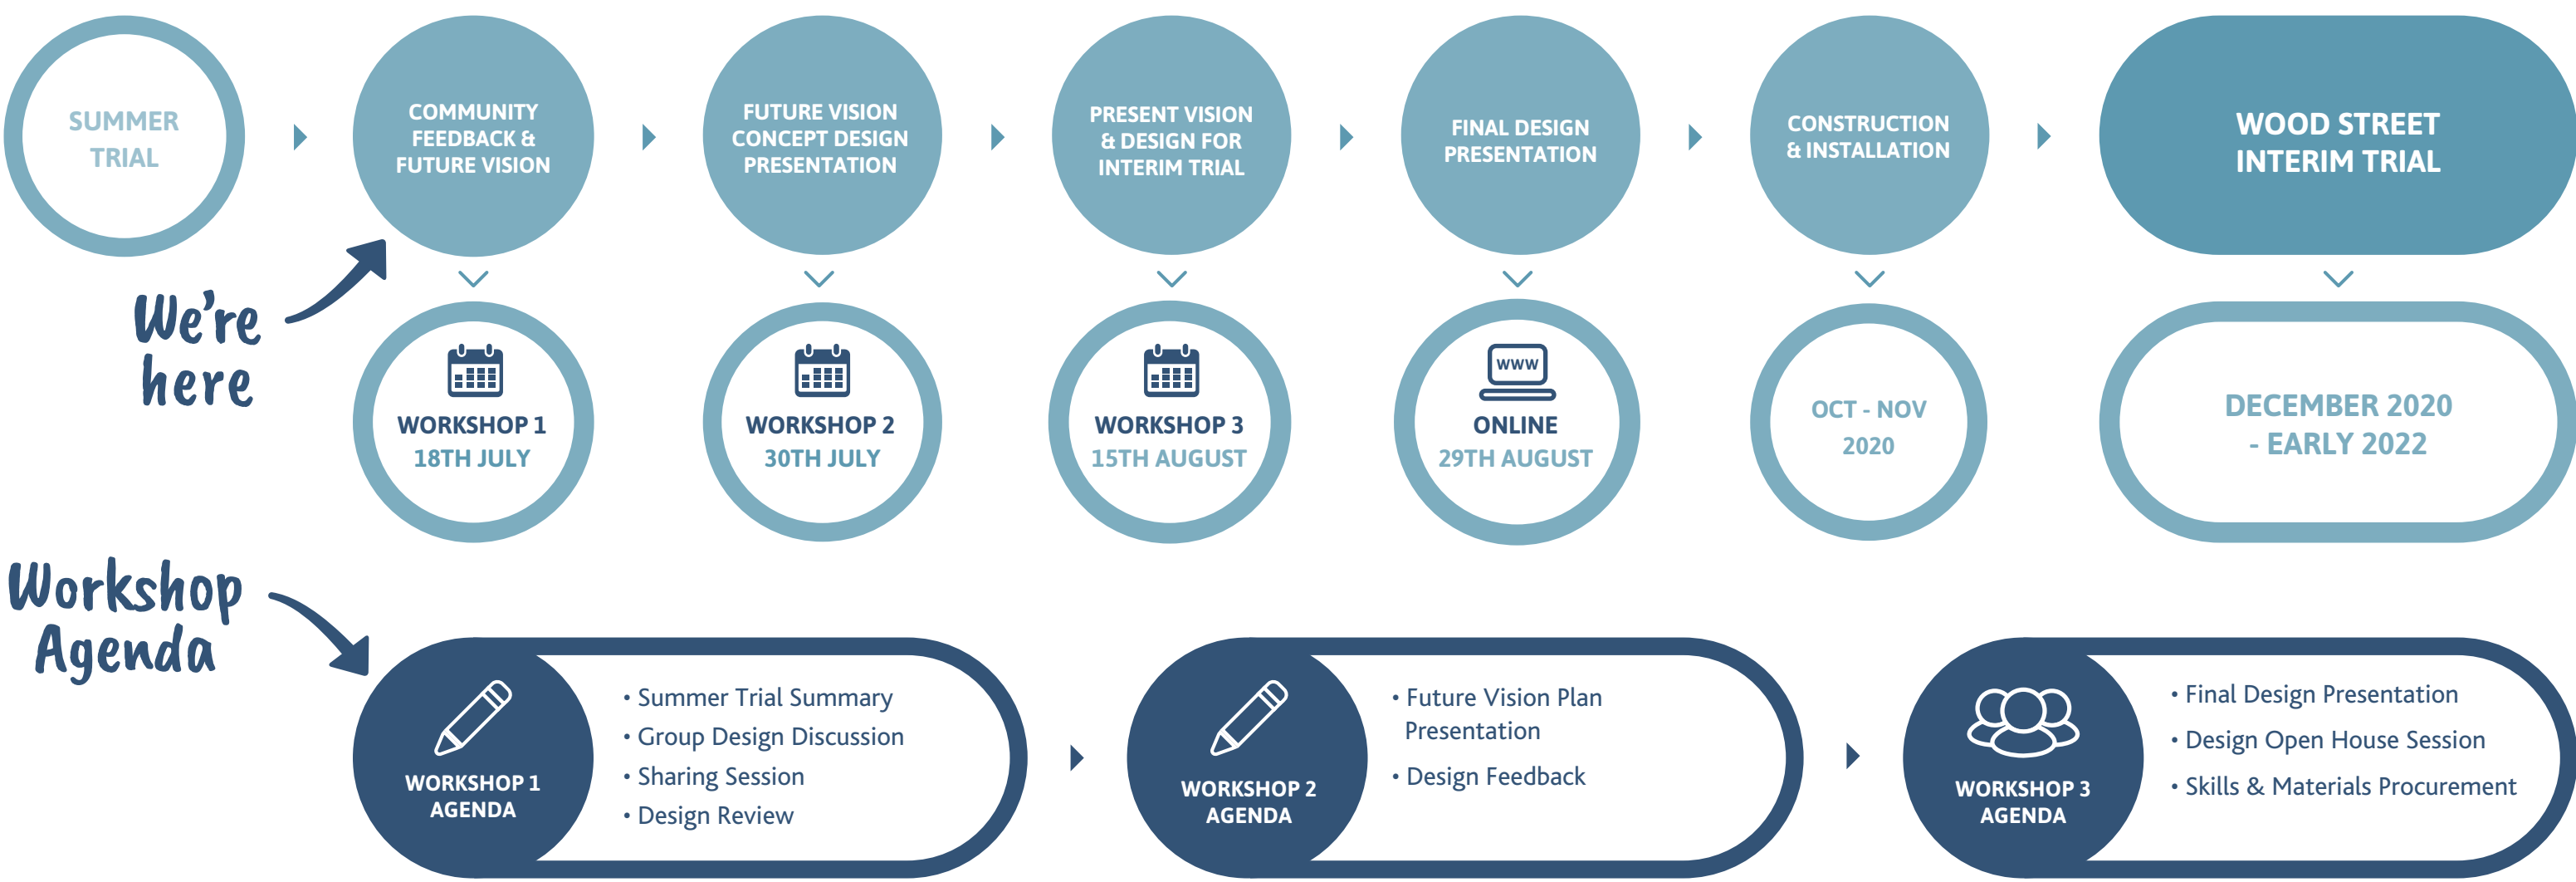 SUMMER
TRIAL
COMMUNITY
FEEDBACK &
FUTURE VISION
FUTURE VISION
CONCEPT DESIGN
PRESENTATION
PRESENT VISION
& DESIGN FOR
INTERIM TRIAL
FINAL DESIGN
PRESENTATION
CONSTRUCTION
& INSTALLATION
WOOD STREET
INTERIM TRIAL
We're
here
WORKSHOP 1
18TH JULY
WORKSHOP 2
30TH JULY
WORKSHOP 3
15TH AUGUST
WWW
ONLINE
29TH AUGUST
OCT - NOV
2020
DECEMBER 2020
- EARLY 2022
Workshop
Agenda
WORKSHOP 1
AGENDA
• Summer Trial Summary
• Group Design Discussion
• Sharing Session
• Design Review
WORKSHOP 2
AGENDA
• Future Vision Plan
Presentation
• Design Feedback
WORKSHOP 3
AGENDA
• Final Design Presentation
• Design Open House Session
• Skills & Materials Procurement